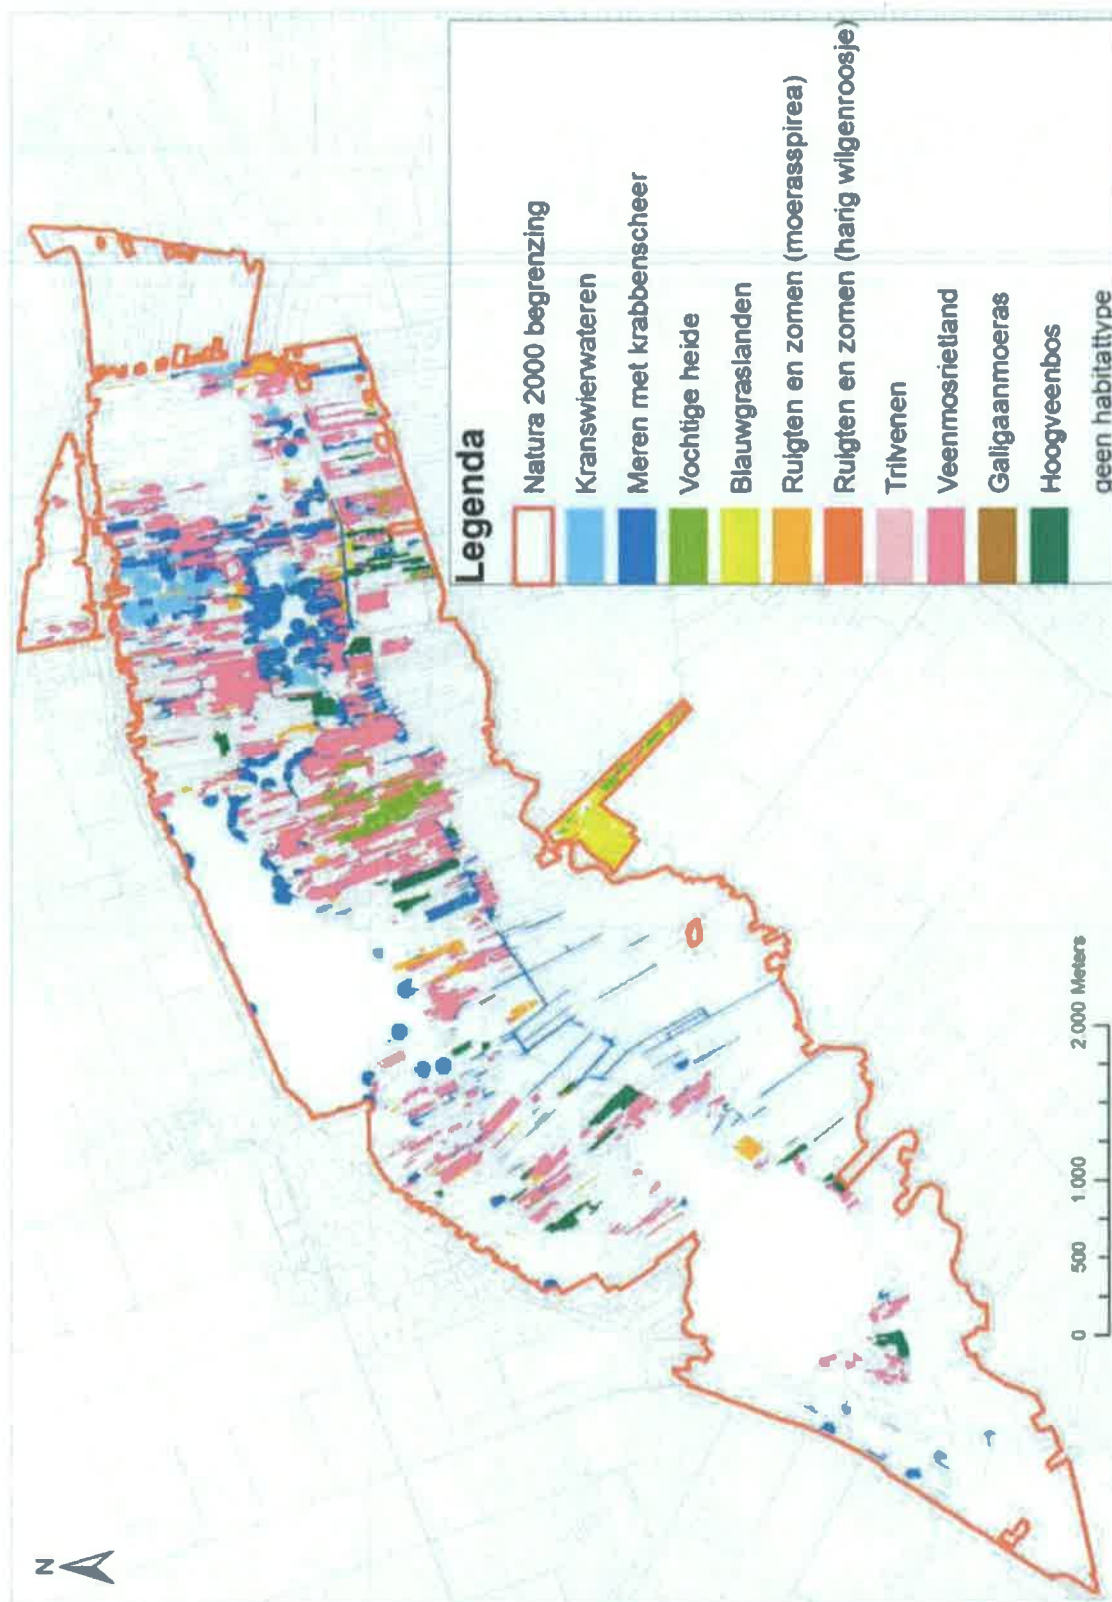 N
Legenda
Natura 2000 begrenzing
Kranswierwateren
Meren met krabbenscheer
Vochtige heide
Blauwgraslanden
Ruigten en zomen (moerasspirea)
Ruigten en zomen (harig wilgenroosje)
Trilvenen
Veenmosrietland
Galigaanmoeras
Hoogveenbos
geen habitattype
0 500 1.000 2.000 Meters